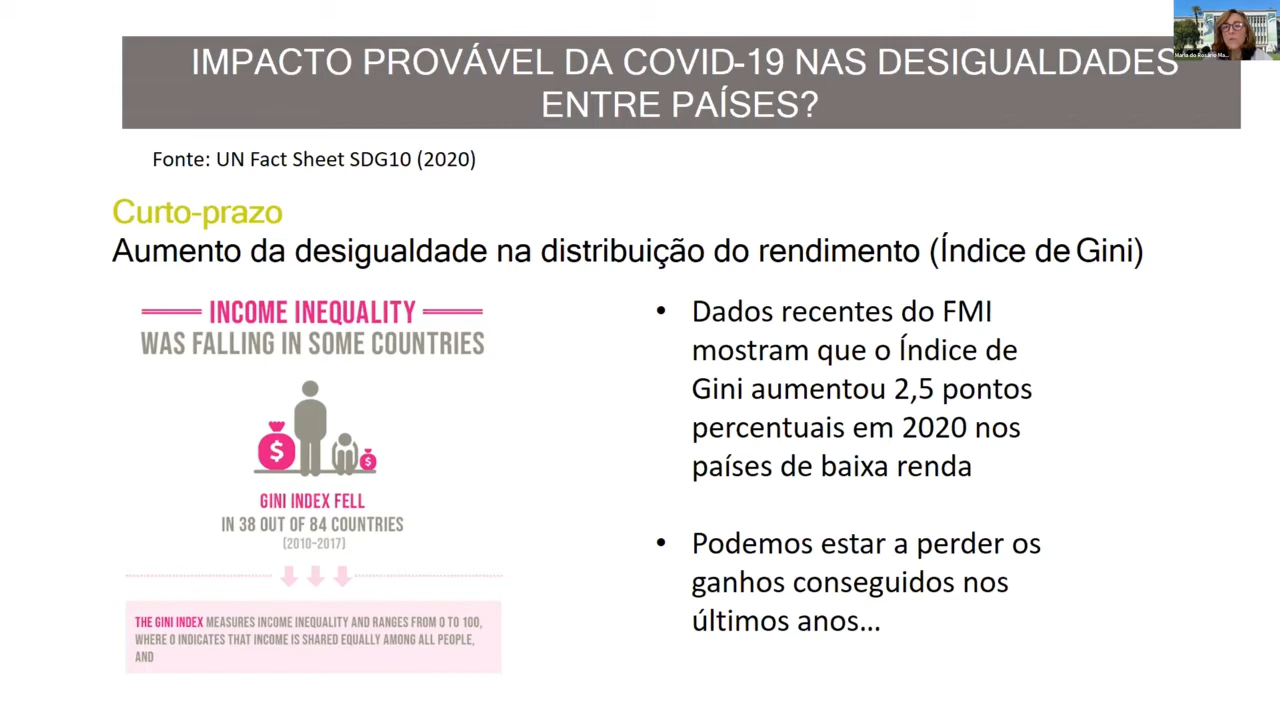 IMPACTO PROVÁVEL DA COVID-19 NAS DESIGUALDADES
ENTRE PAÍSES?
Maria do Rosário Ma...
Fonte: UN Fact Sheet SDG10 (2020)
Curto-prazo
Aumento da desigualdade na distribuição do rendimento (Índice de Gini)
INCOME INEQUALITY
WAS FALLING IN SOME COUNTRIES
$
$
GINI INDEX FELL
IN 38 OUT OF 84 COUNTRIES
(2010-2017)
THE GINI INDEX MEASURES INCOME INEQUALITY AND RANGES FROM 0 TO 100,
WHERE 0 INDICATES THAT INCOME IS SHARED EQUALLY AMONG ALL PEOPLE,
AND
• Dados recentes do FMI
mostram que o Índice de
Gini aumentou 2,5 pontos
percentuais em 2020 nos
países de baixa renda
• Podemos estar a perder os
ganhos conseguidos nos
últimos anos...